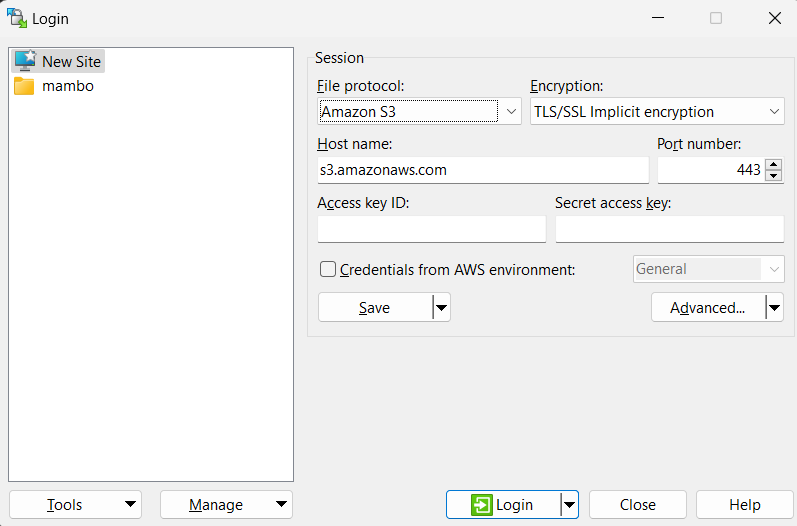 Login
New Site
mambo
Session
File protocol:
Encryption:
Amazon S3
TLS/SSL Implicit encryption
Host name:
Port number:
s3.amazonaws.com
443
Access key ID:
Secret access key:
Credentials from AWS environment:
General
Save
Advanced...
Tools
Manage
Login
Close
Help